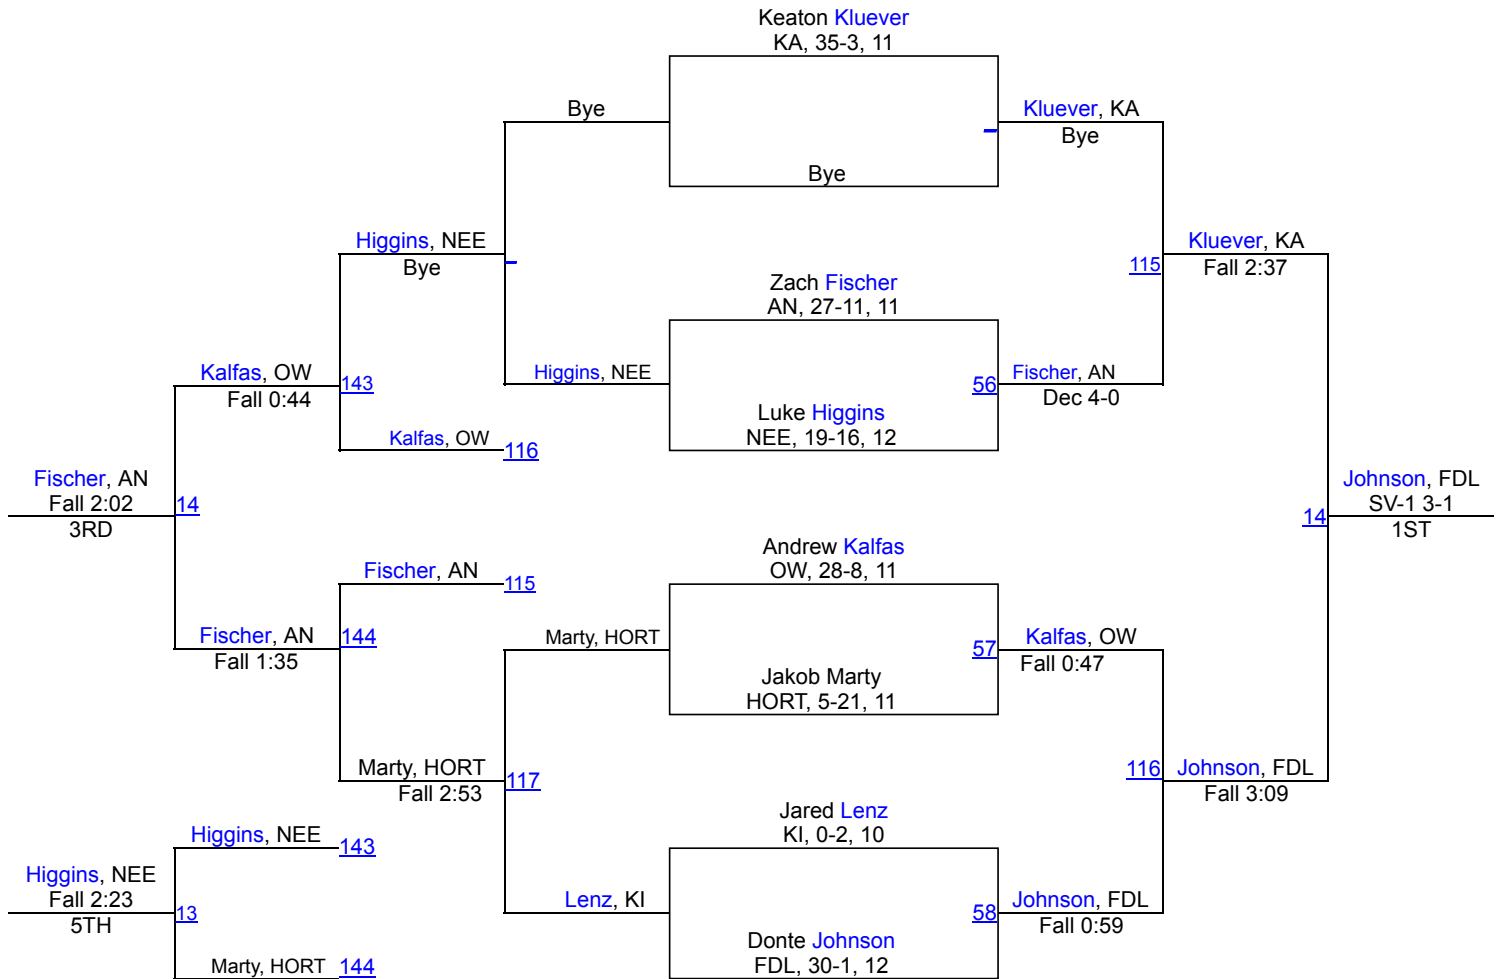 Keaton Kluever
KA, 35-3, 11
Bye
Kluever, KA
Bye
Bye
Higgins, NEE
Bye
Kluever, KA
Fall 2:37
115
Zach Fischer
AN, 27-11, 11
Kalfas, OW
Fall 0:44
143
Higgins, NEE
56
Fischer, AN
Dec 4-0
Luke Higgins
NEE, 19-16, 12
Kalfas, OW
116
Fischer, AN
Fall 2:02
3RD
14
Johnson, FDL
SV-1 3-1
1ST
14
Andrew Kalfas
OW, 28-8, 11
Fischer, AN
115
Fischer, AN
Fall 1:35
144
Marty, HORT
57
Kalfas, OW
Fall 0:47
Jakob Marty
HORT, 5-21, 11
Marty, HORT
Fall 2:53
117
116
Johnson, FDL
Fall 3:09
Jared Lenz
KI, 0-2, 10
Higgins, NEE
143
Higgins, NEE
Fall 2:23
5TH
13
Lenz, KI
58
Johnson, FDL
Fall 0:59
Donte Johnson
FDL, 30-1, 12
Marty, HORT
144